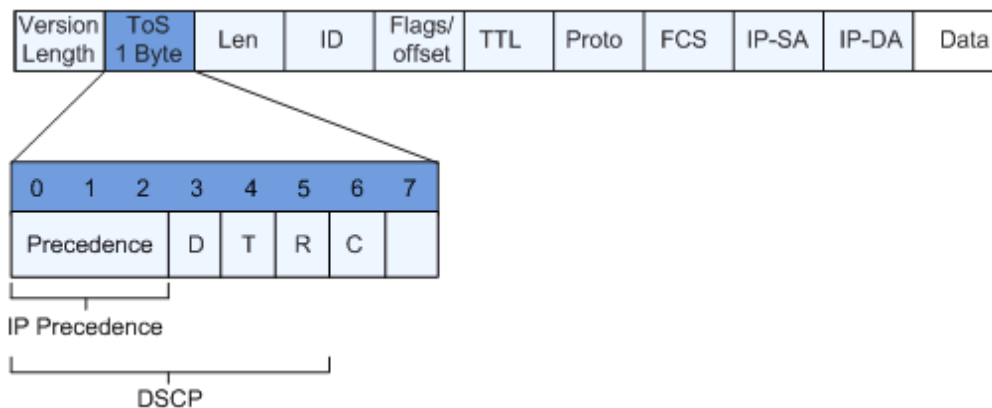 Version Length
ToS 1 Byte
Len
ID
Flags/ offset
TTL
Proto
FCS
IP-SA
IP-DA
Data
0 1 2 3 4 5 6 7
Precedence D T R C
IP Precedence
DSCP